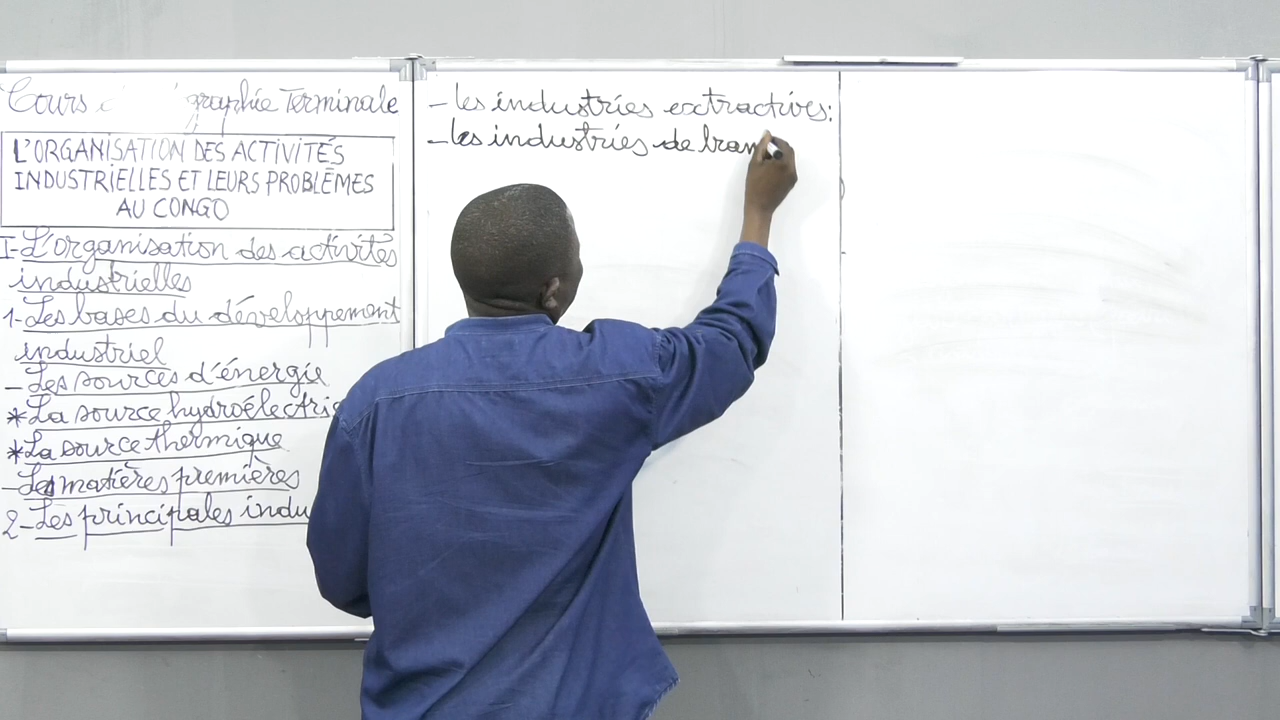 Cours graphie Terminale
L'ORGANISATION DES ACTIVITÉS
INDUSTRIELLES ET LEURS PROBLÈMES
AU CONGO
I-L'organisation des activités
industrielles
1-Les bases du développement
industriel
-Les sources d'énergie
*La source hydroélectri
*La source thermique
-Les matières premières
2-Les principales indu
-les industries extractives:
-les industries de tran